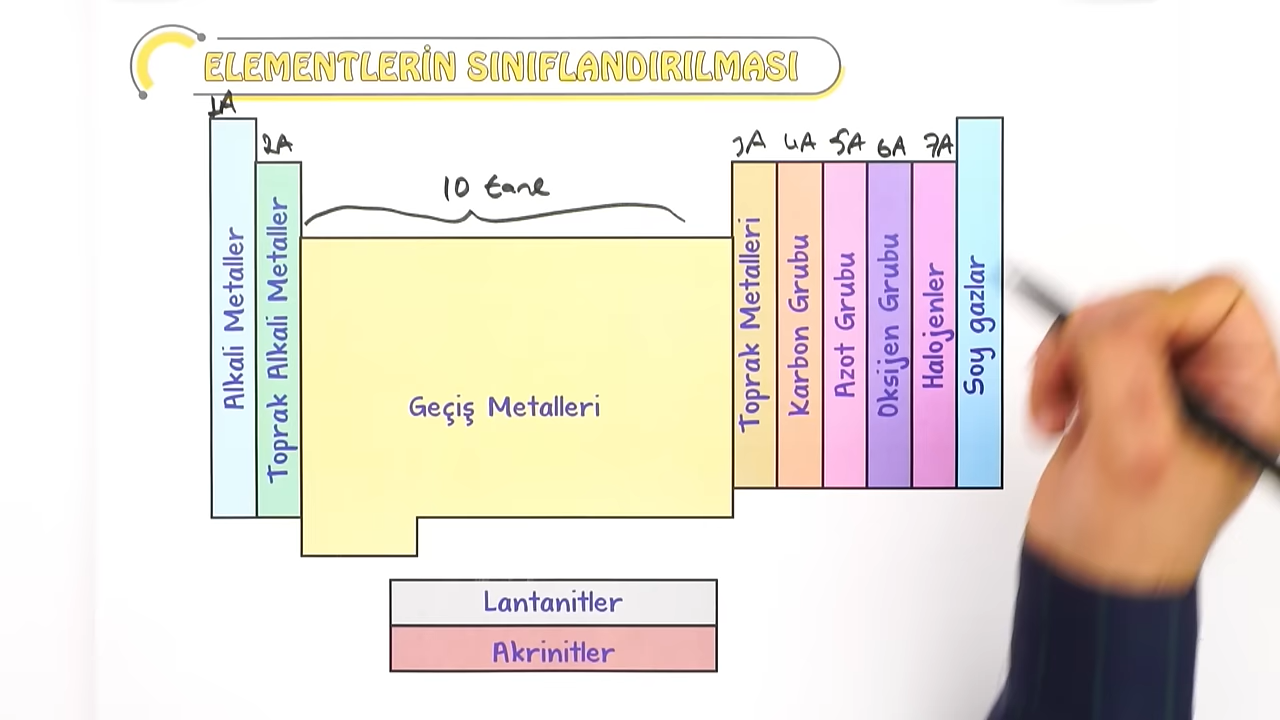 ELEMENTLERİN SINIFLANDIRILMASI
1A
2A
10 tane
3A 4A 5A 6A 7A
Alkali Metaller
Toprak Alkali Metaller
Geçiş Metalleri
Toprak Metalleri
Karbon Grubu
Azot Grubu
Oksijen Grubu
Halojenler
Soy gazlar
Lantanitler
Akrinitler